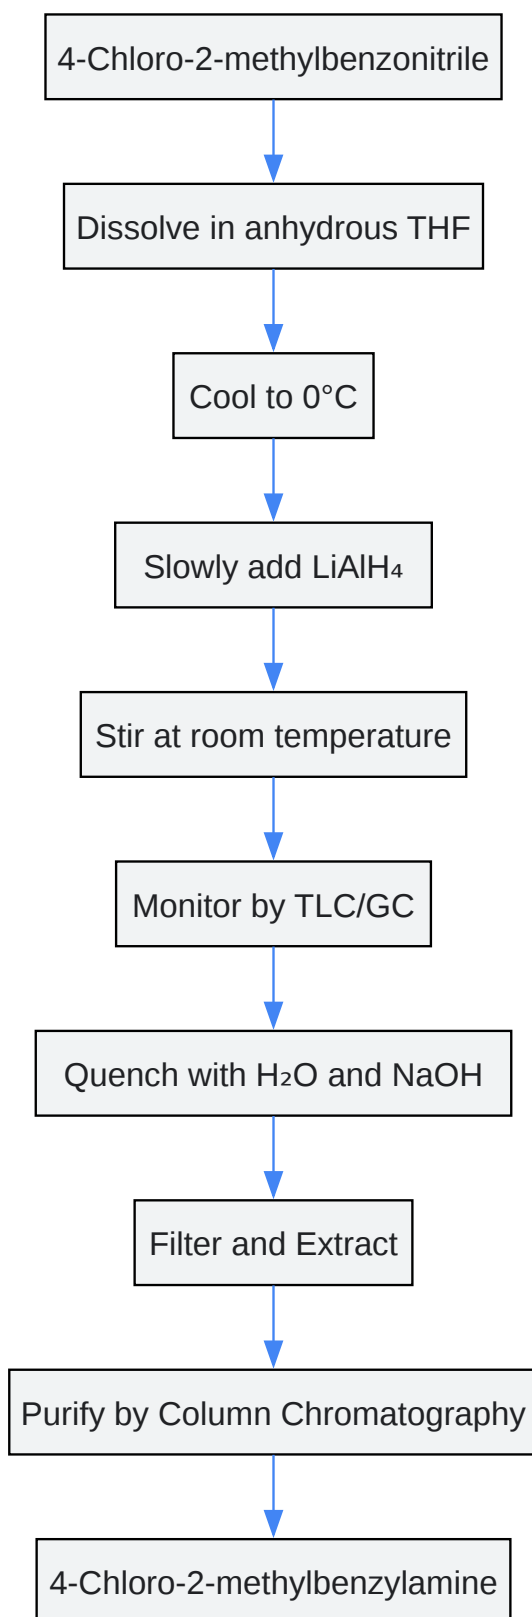 4-Chloro-2-methylbenzonitrile
Dissolve in anhydrous THF
Cool to 0°C
Slowly add LiAlH₄
Stir at room temperature
Monitor by TLC/GC
Quench with H₂O and NaOH
Filter and Extract
Purify by Column Chromatography
4-Chloro-2-methylbenzylamine